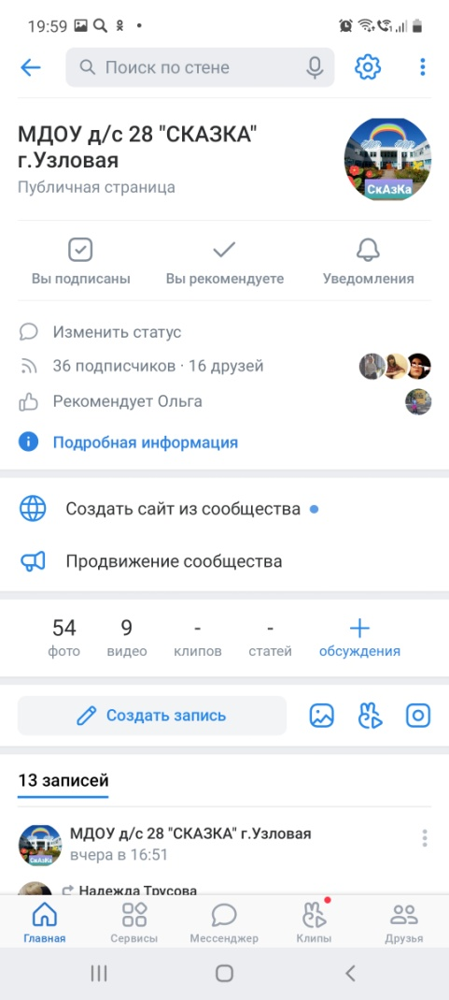 19:59
Поиск по стене
МДОУ д/с 28 "СКАЗКА"
г.Узловая
Публичная страница
СкАзКа
Вы подписаны
Вы рекомендуете
Уведомления
Изменить статус
36 подписчиков · 16 друзей
Рекомендует Ольга
Подробная информация
Создать сайт из сообщества
Продвижение сообщества
54 9 - - +
фото видео клипов статей обсуждения
Создать запись
13 записей
МДОУ д/с 28 "СКАЗКА" г.Узловая
СкАзКа
вчера в 16:51
Надежда Трусова
Главная Сервисы Мессенджер Клипы Друзья